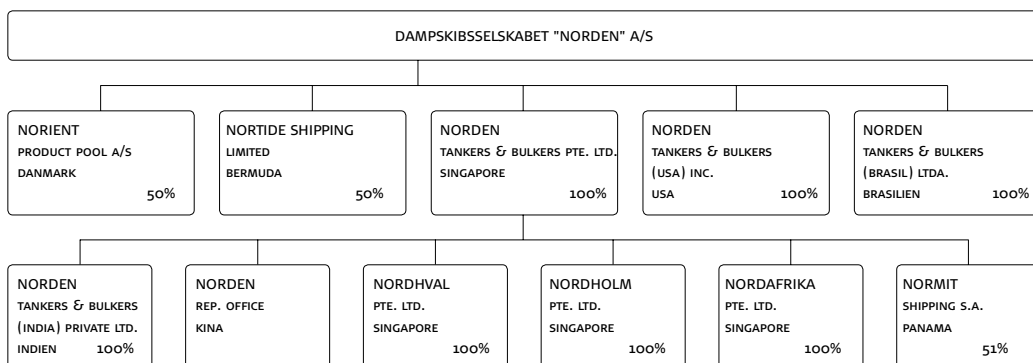 DAMPSKIBSSELSKABET "NORDEN" A/S
NORIENT
PRODUCT POOL A/S
DANMARK
50%
NORTIDE SHIPPING
LIMITED
BERMUDA
50%
NORDEN
TANKERS & BULKERS PTE. LTD.
SINGAPORE
100%
NORDEN
TANKERS & BULKERS
(USA) INC.
USA 100%
NORDEN
TANKERS & BULKERS
(BRASIL) LTDA.
BRASILIEN 100%
NORDEN
TANKERS & BULKERS
(INDIA) PRIVATE LTD.
INDIEN 100%
NORDEN
REP. OFFICE
KINA
NORDHVAL
PTE. LTD.
SINGAPORE
100%
NORDHOLM
PTE. LTD.
SINGAPORE
100%
NORDAFRIKA
PTE. LTD.
SINGAPORE
100%
NORMIT
SHIPPING S.A.
PANAMA
51%